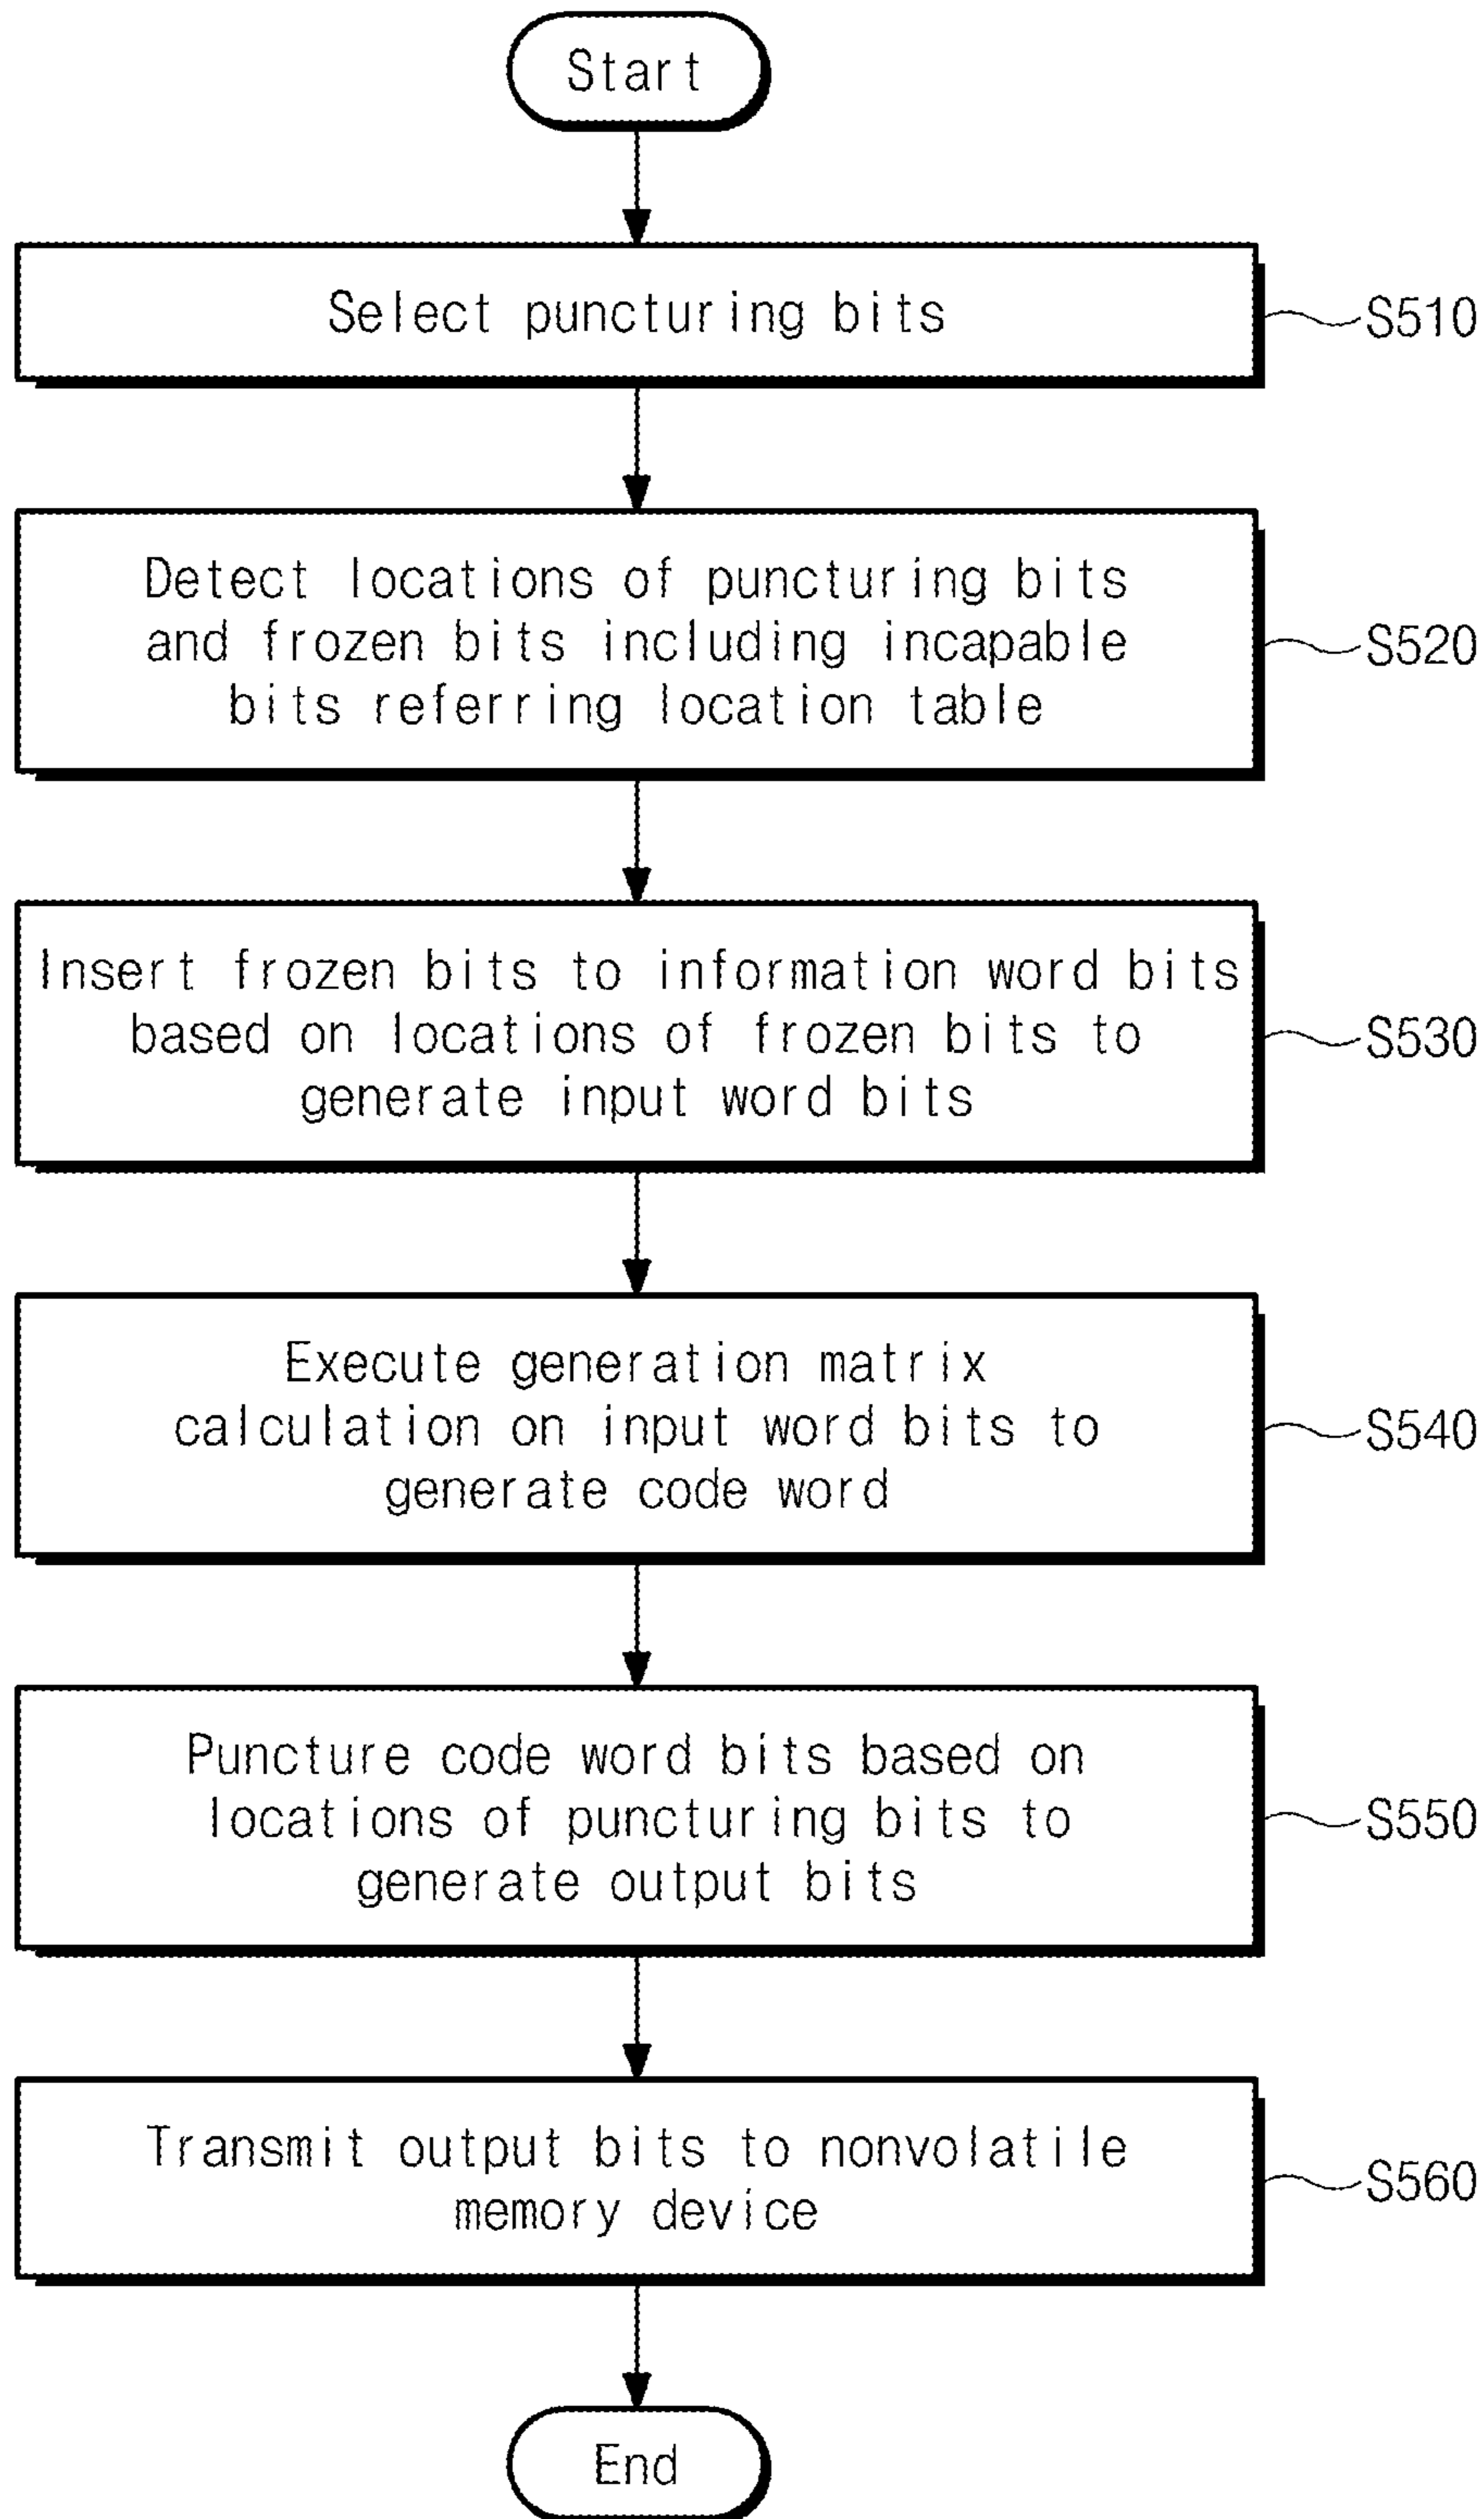 Start
Select puncturing bits
S510
Detect locations of puncturing bits
and frozen bits including incapable
bits referring location table
S520
Insert frozen bits to information word bits
based on locations of frozen bits to
generate input word bits
S530
Execute generation matrix
calculation on input word bits to
generate code word
S540
Puncture code word bits based on
locations of puncturing bits to
generate output bits
S550
Transmit output bits to nonvolatile
memory device
S560
End